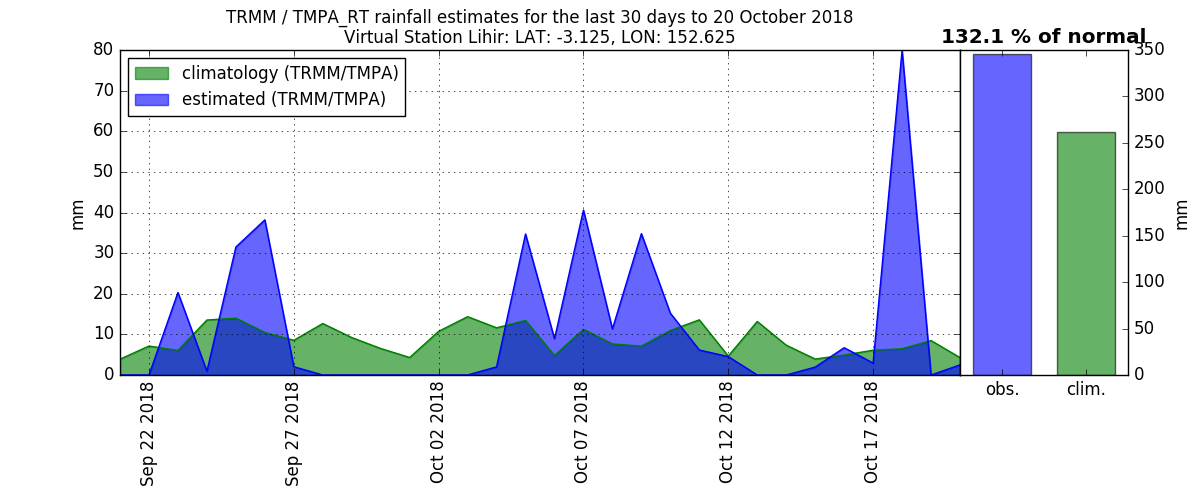 TRMM / TMPA_RT rainfall estimates for the last 30 days to 20 October 2018
Virtual Station Lihir: LAT: -3.125, LON: 152.625
132.1 % of normal
climatology (TRMM/TMPA)
estimated (TRMM/TMPA)
80
70
60
50
40
30
20
10
0
mm
Sep 22 2018
Sep 27 2018
Oct 02 2018
Oct 07 2018
Oct 12 2018
Oct 17 2018
350
300
250
200
150
100
50
0
mm
obs.
clim.